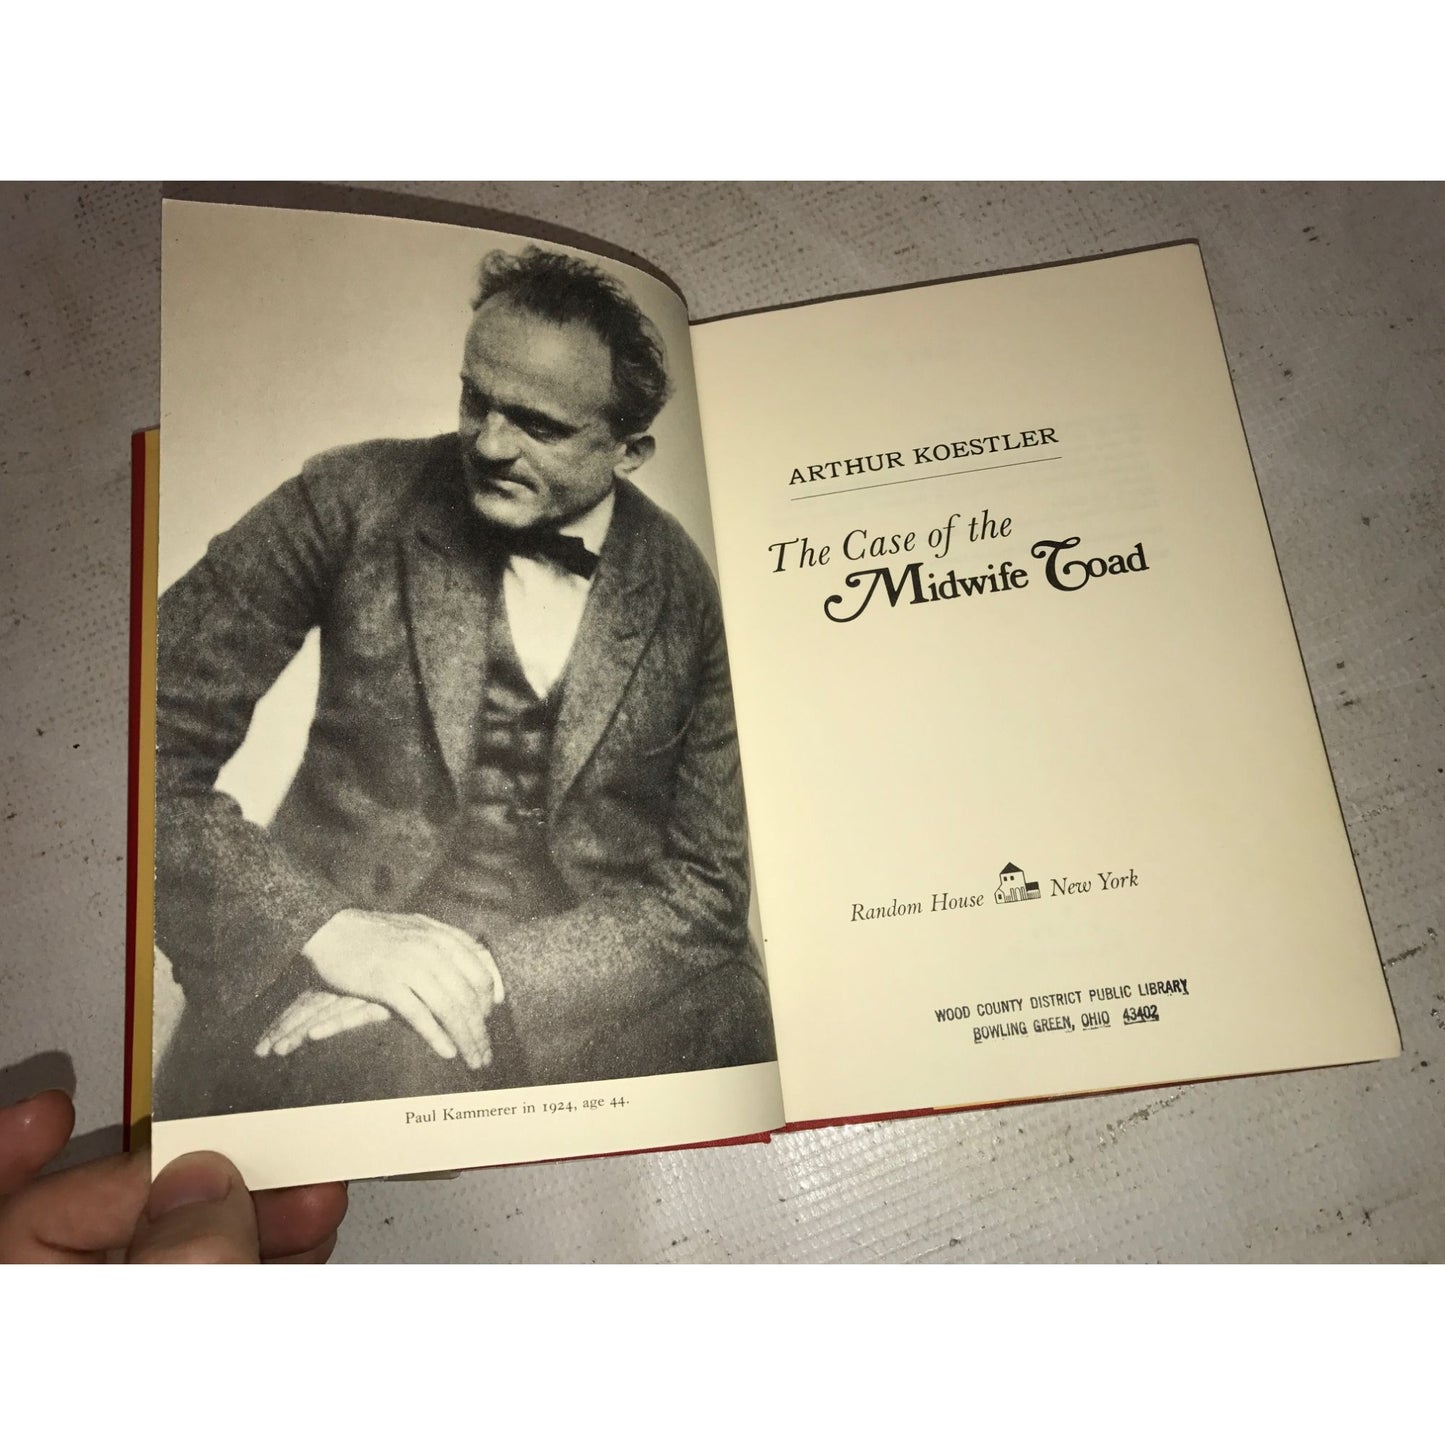 Paul Kammerer in 1924, age 44.
ARTHUR KOESTLER
The Case of the
Midwife Toad
Random House New York
WOOD COUNTY DISTRICT PUBLIC LIBRARY
BOWLING GREEN, OHIO 43402